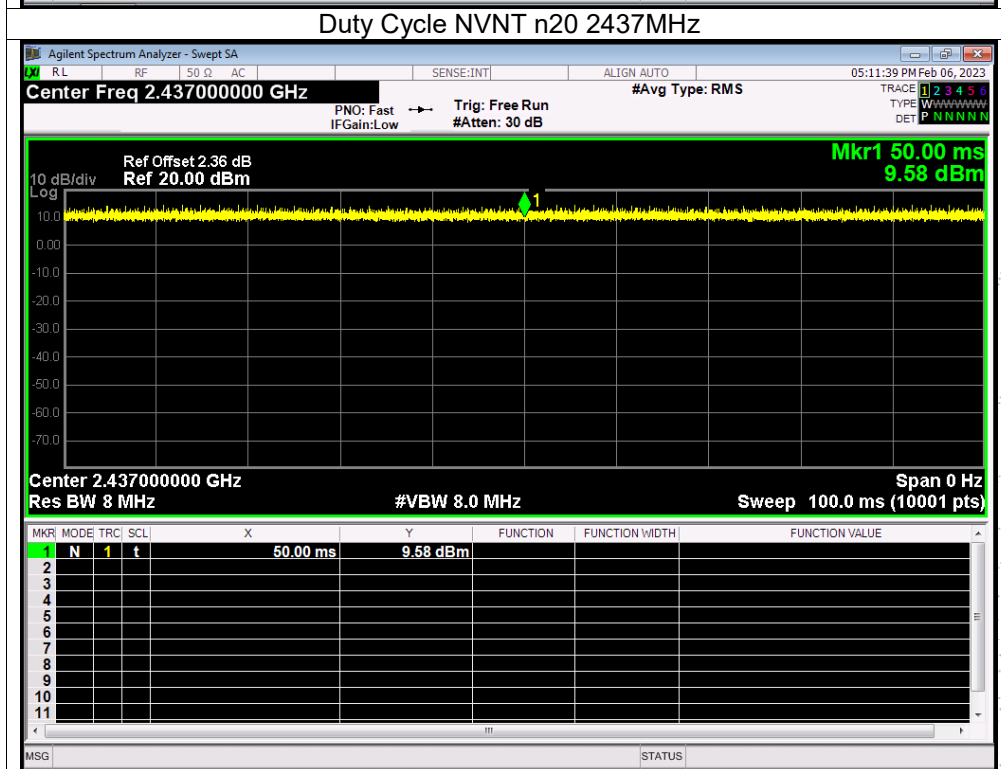 Duty Cycle NVNT n20 2437MHz
Agilent Spectrum Analyzer - Swept SA
LXI RL RF 50 Ω AC SENSE:INT ALIGN AUTO 05:11:39 PM Feb 06, 2023
Center Freq 2.437000000 GHz #Avg Type: RMS TRACE 1 2 3 4 5 6
PNO: Fast Trig: Free Run TYPE WWWWWW
IFGain:Low #Atten: 30 dB DET P N N N N N
Mkr1 50.00 ms
Ref Offset 2.36 dB
10 dB/div Ref 20.00 dBm 9.58 dBm
Log
1
10.0
0.00
-10.0
-20.0
-30.0
-40.0
-50.0
-60.0
-70.0
Center 2.437000000 GHz Span 0 Hz
Res BW 8 MHz #VBW 8.0 MHz Sweep 100.0 ms (10001 pts)
MKR MODE TRC SCL X Y FUNCTION FUNCTION WIDTH FUNCTION VALUE
1 N 1 t 50.00 ms 9.58 dBm
2
3
4
5
6
7
8
9
10
11
MSG STATUS